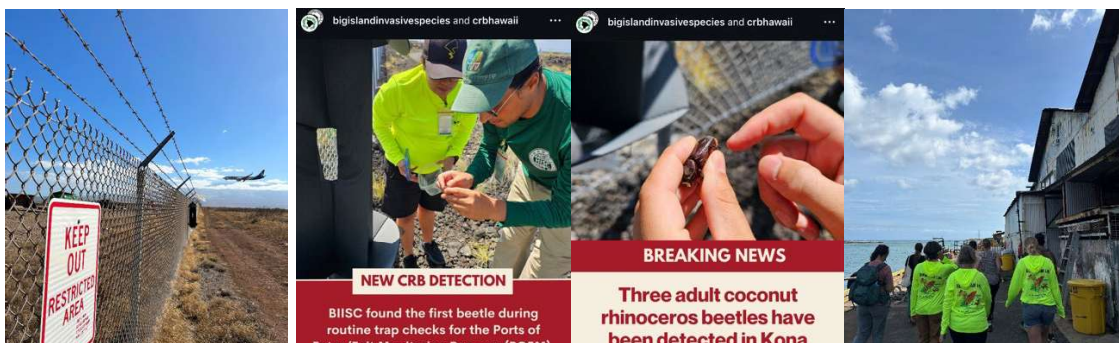 KEEP
OUT
RESTRICTED
AREA
bigislandinvasivespecies and crbhawaii
NEW CRB DETECTION
BIISC found the first beetle during
routine trap checks for the Ports of
bigislandinvasivespecies and crbhawaii
BREAKING NEWS
Three adult coconut
rhinoceros beetles have
been detected in Kona